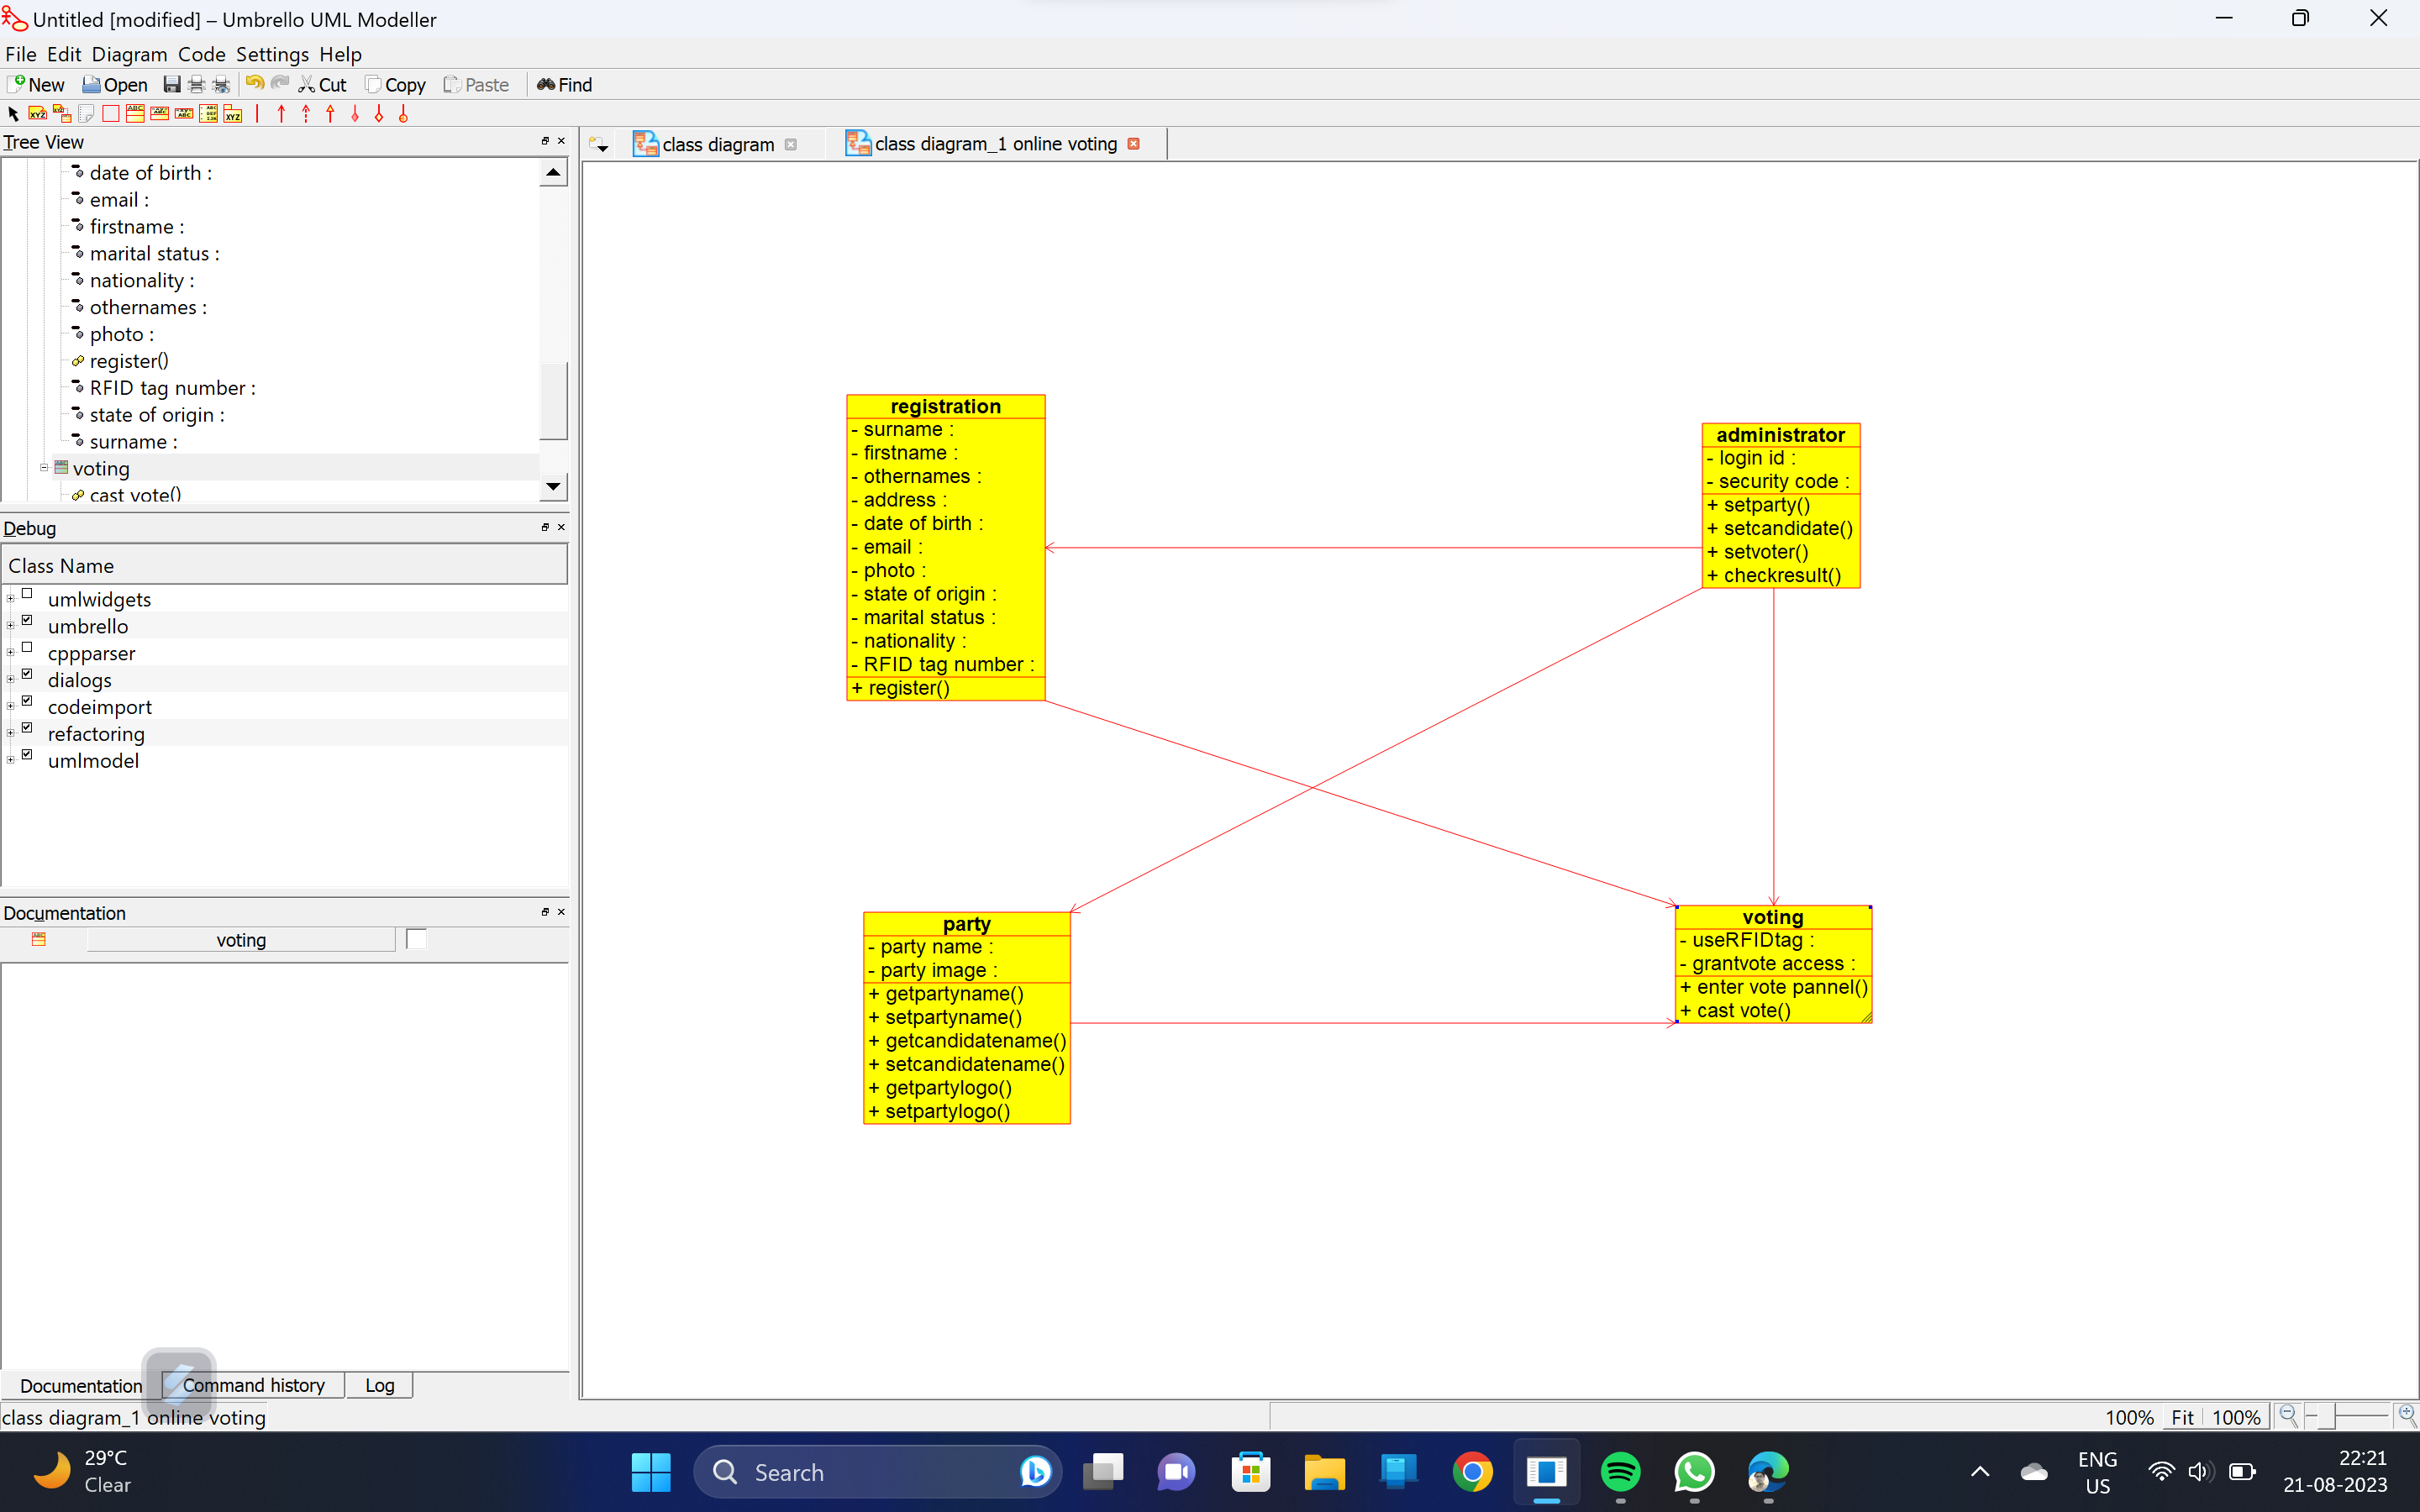 Untitled [modified] – Umbrello UML Modeller
File Edit Diagram Code Settings Help
New Open Cut Copy Paste Find
Tree View
class diagram
class diagram_1 online voting
date of birth :
email :
firstname :
marital status :
nationality :
othernames :
photo :
register()
RFID tag number :
state of origin :
surname :
voting
cast vote()
Debug
Class Name
umlwidgets
umbrello
cppparser
dialogs
codeimport
refactoring
umlmodel
Documentation
voting
registration
- surname :
- firstname :
- othernames :
- address :
- date of birth :
- email :
- photo :
- state of origin :
- marital status :
- nationality :
- RFID tag number :
+ register()
administrator
- login id :
- security code :
+ setparty()
+ setcandidate()
+ setvoter()
+ checkresult()
party
- party name :
- party image :
+ getpartyname()
+ setpartyname()
+ getcandidatename()
+ setcandidatename()
+ getpartylogo()
+ setpartylogo()
voting
- useRFIDtag :
- grantvote access :
+ enter vote pannel()
+ cast vote()
Documentation Command history Log
class diagram_1 online voting
100% Fit 100%
29°C
Clear
Search
ENG
US
22:21
21-08-2023